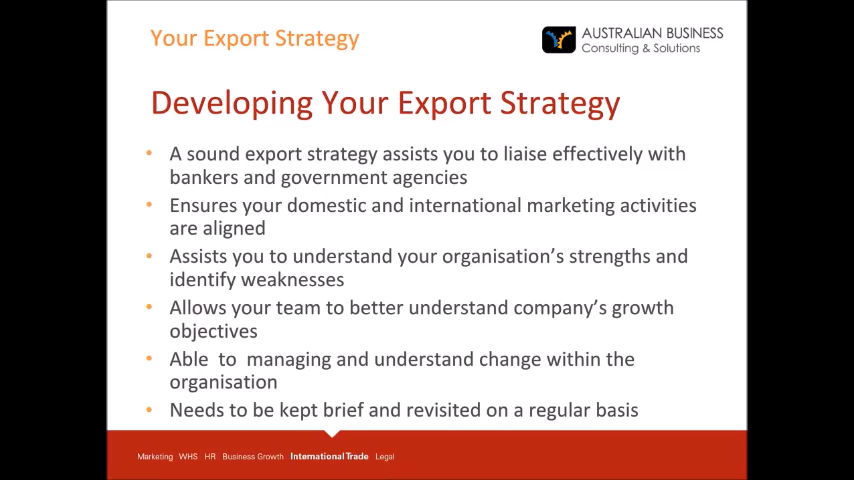 Your Export Strategy
AUSTRALIAN BUSINESS
Consulting & Solutions
Developing Your Export Strategy
• A sound export strategy assists you to liaise effectively with
bankers and government agencies
• Ensures your domestic and international marketing activities
are aligned
• Assists you to understand your organisation's strengths and
identify weaknesses
• Allows your team to better understand company's growth
objectives
• Able to managing and understand change within the
organisation
• Needs to be kept brief and revisited on a regular basis
Marketing WHS HR Business Growth International Trade Legal